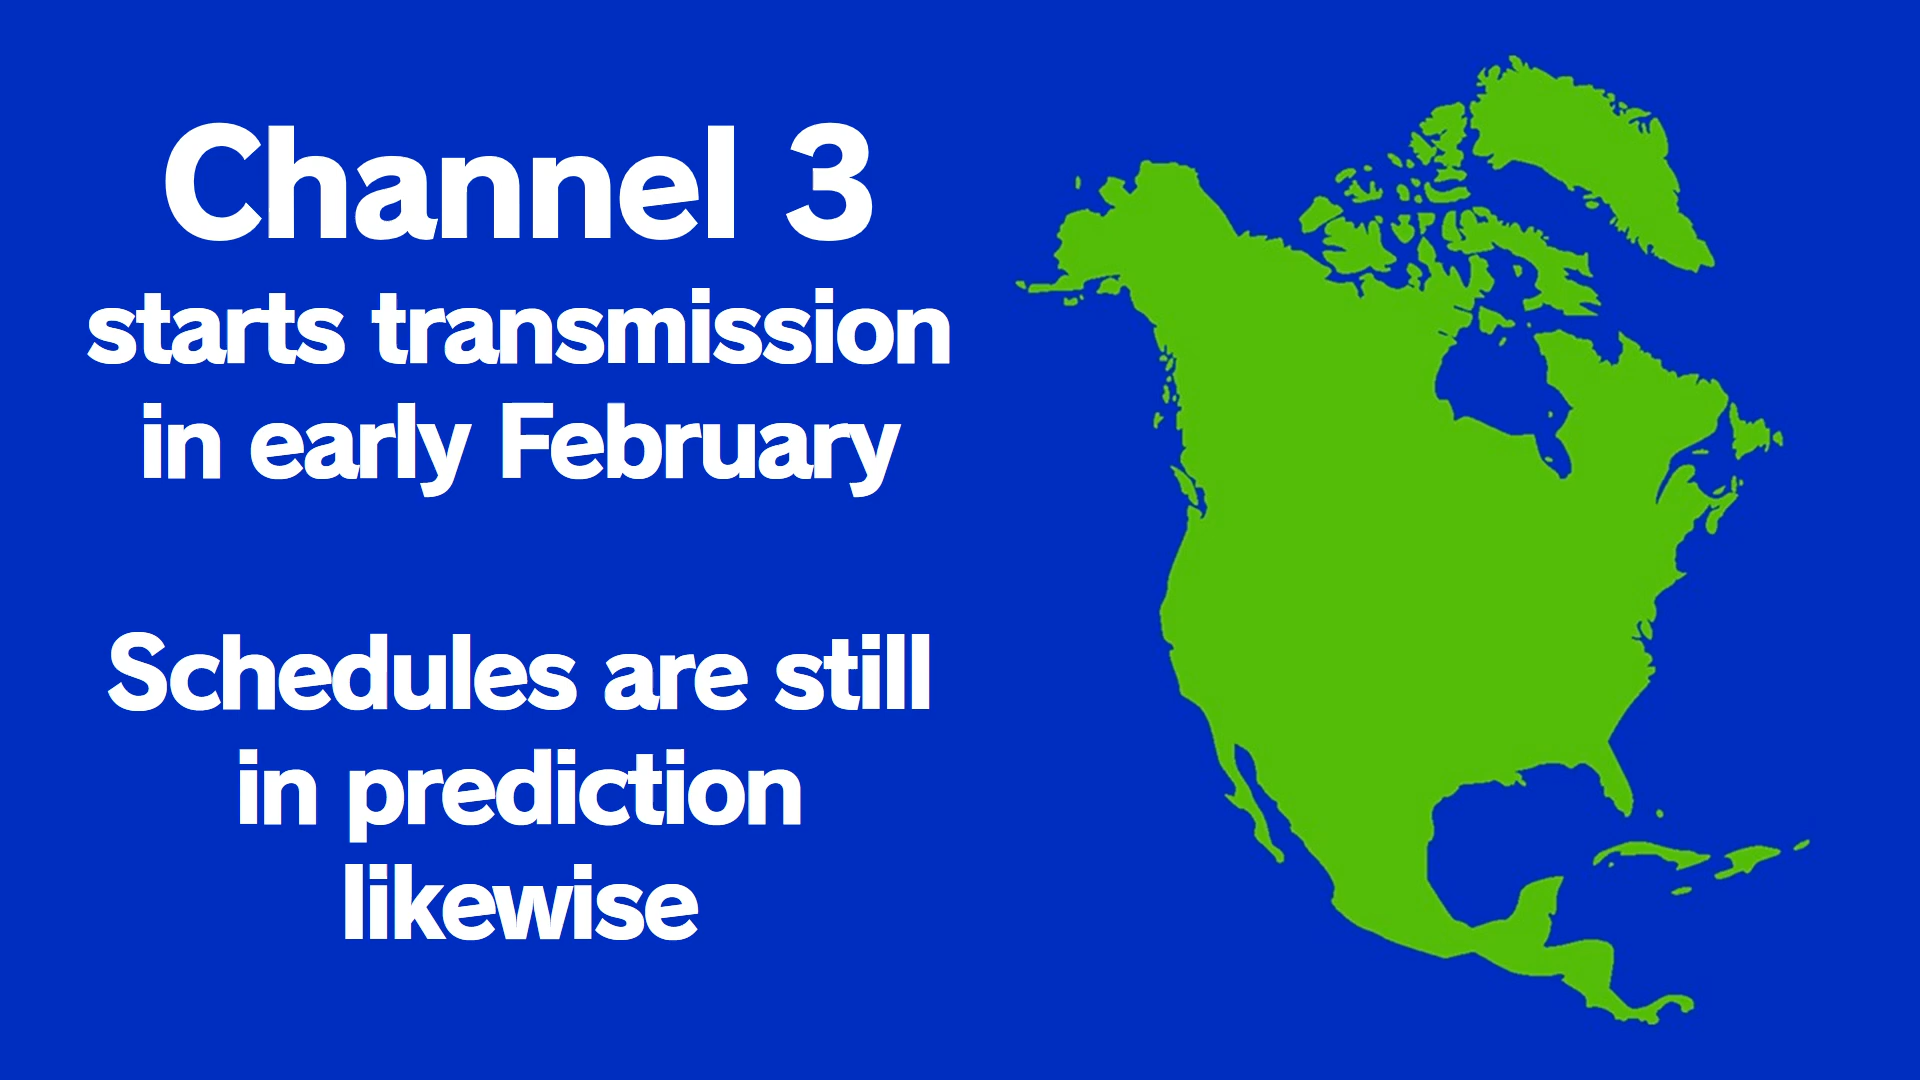 Channel 3
starts transmission
in early February
Schedules are still
in prediction
likewise